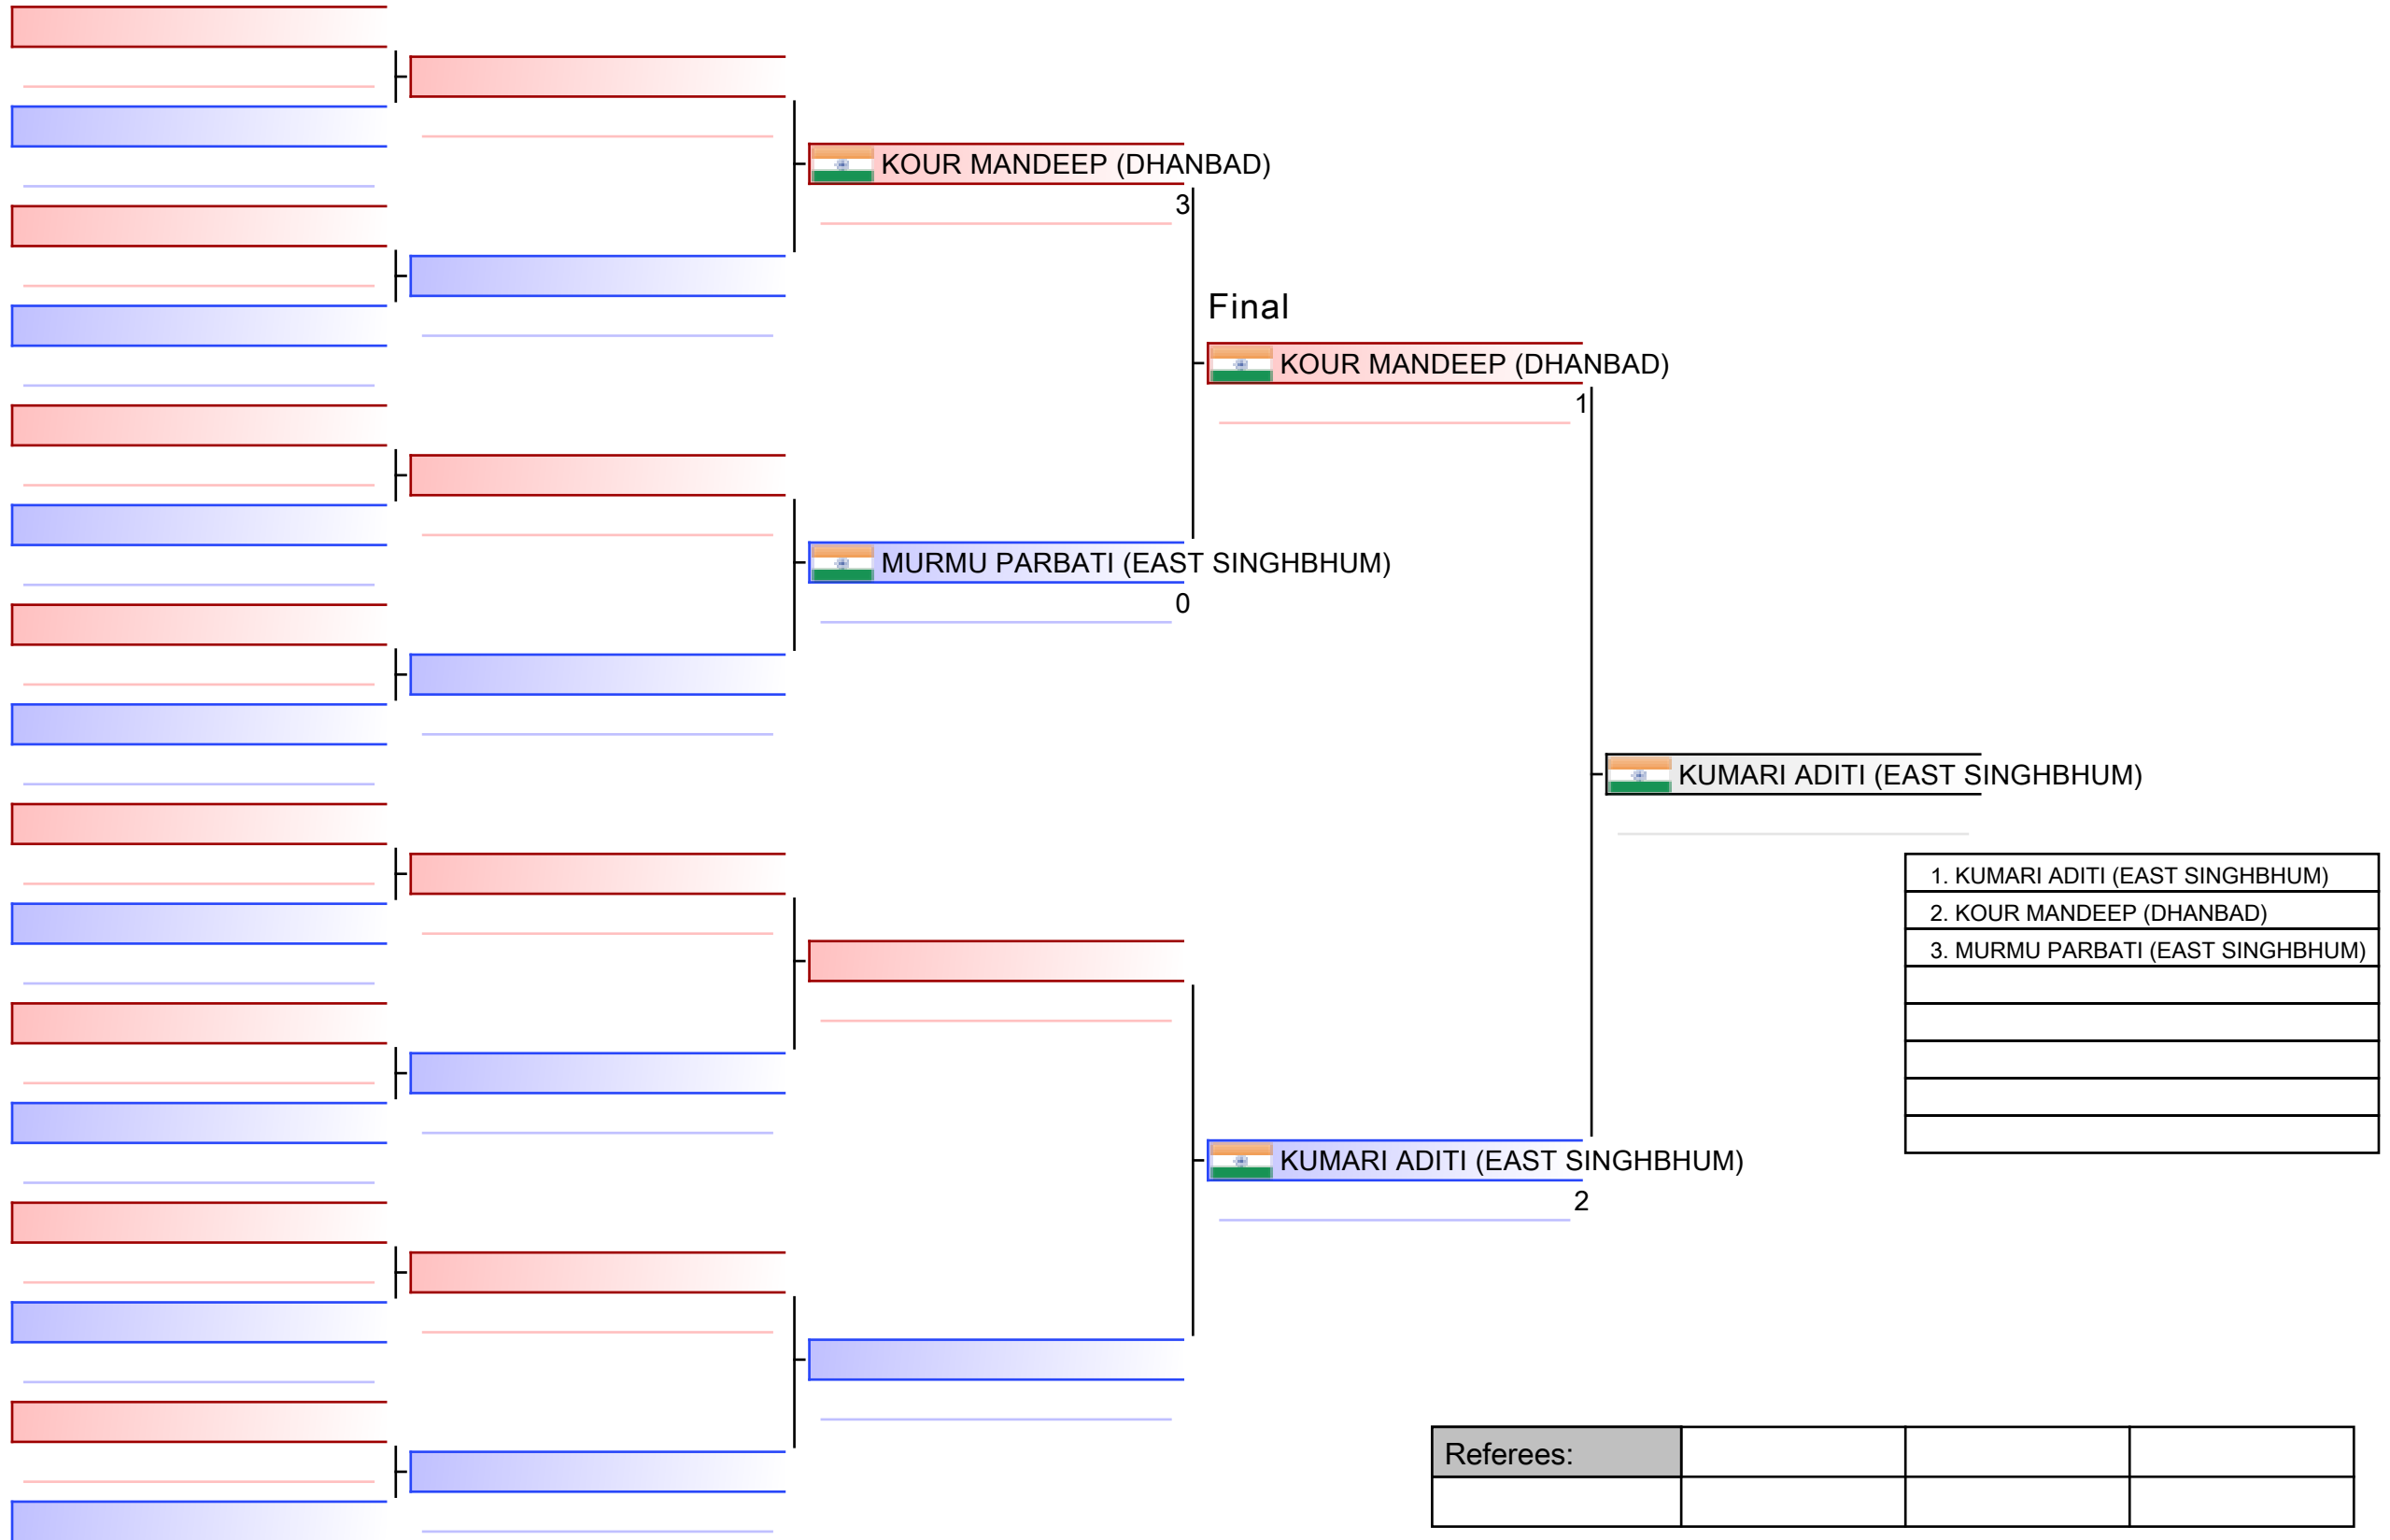 KOUR MANDEEP (DHANBAD)
3
Final
KOUR MANDEEP (DHANBAD)
1
MURMU PARBATI (EAST SINGHBHUM)
0
KUMARI ADITI (EAST SINGHBHUM)
1. KUMARI ADITI (EAST SINGHBHUM)
2. KOUR MANDEEP (DHANBAD)
3. MURMU PARBATI (EAST SINGHBHUM)
KUMARI ADITI (EAST SINGHBHUM)
2
Referees: